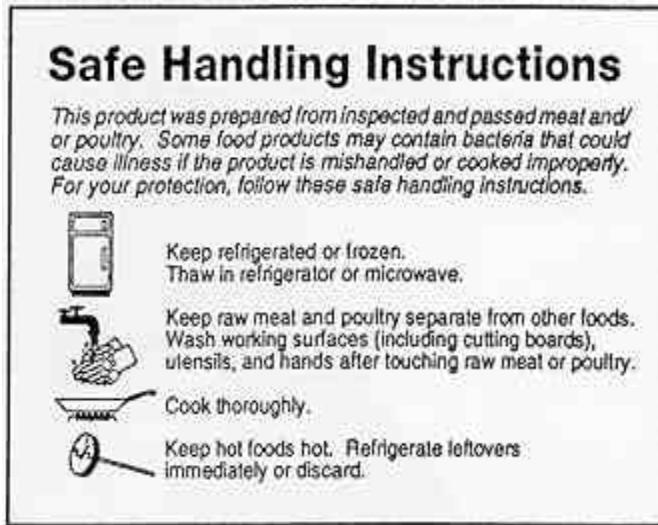 Safe Handling Instructions
This product was prepared from inspected and passed meat and/
or poultry. Some food products may contain bacteria that could
cause illness if the product is mishandled or cooked improperly.
For your protection, follow these safe handling instructions.
Keep refrigerated or frozen.
Thaw in refrigerator or microwave.
Keep raw meat and poultry separate from other foods.
Wash working surfaces (including cutting boards),
utensils, and hands after touching raw meat or poultry.
Cook thoroughly.
Keep hot foods hot. Refrigerate leftovers
immediately or discard.